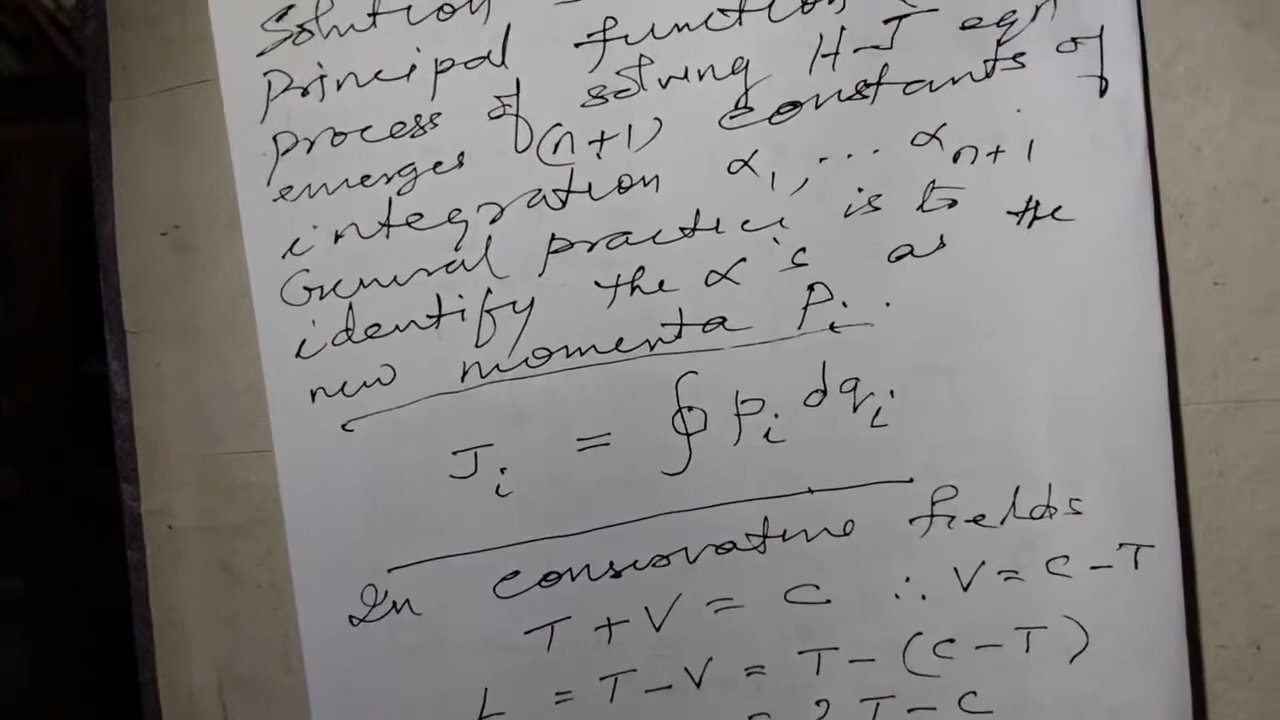 Solution
Principal function
process of solving H-J eqn
emerges (n+1) constants of
integration α₁, ... αₙ₊₁
General practice is to
identify the α's as the
new momenta Pᵢ.
Jᵢ = ∮ pᵢ dqᵢ
In conservative fields
T + V = C ∴ V = C - T
L = T - V = T - (C - T)
= 2T - C